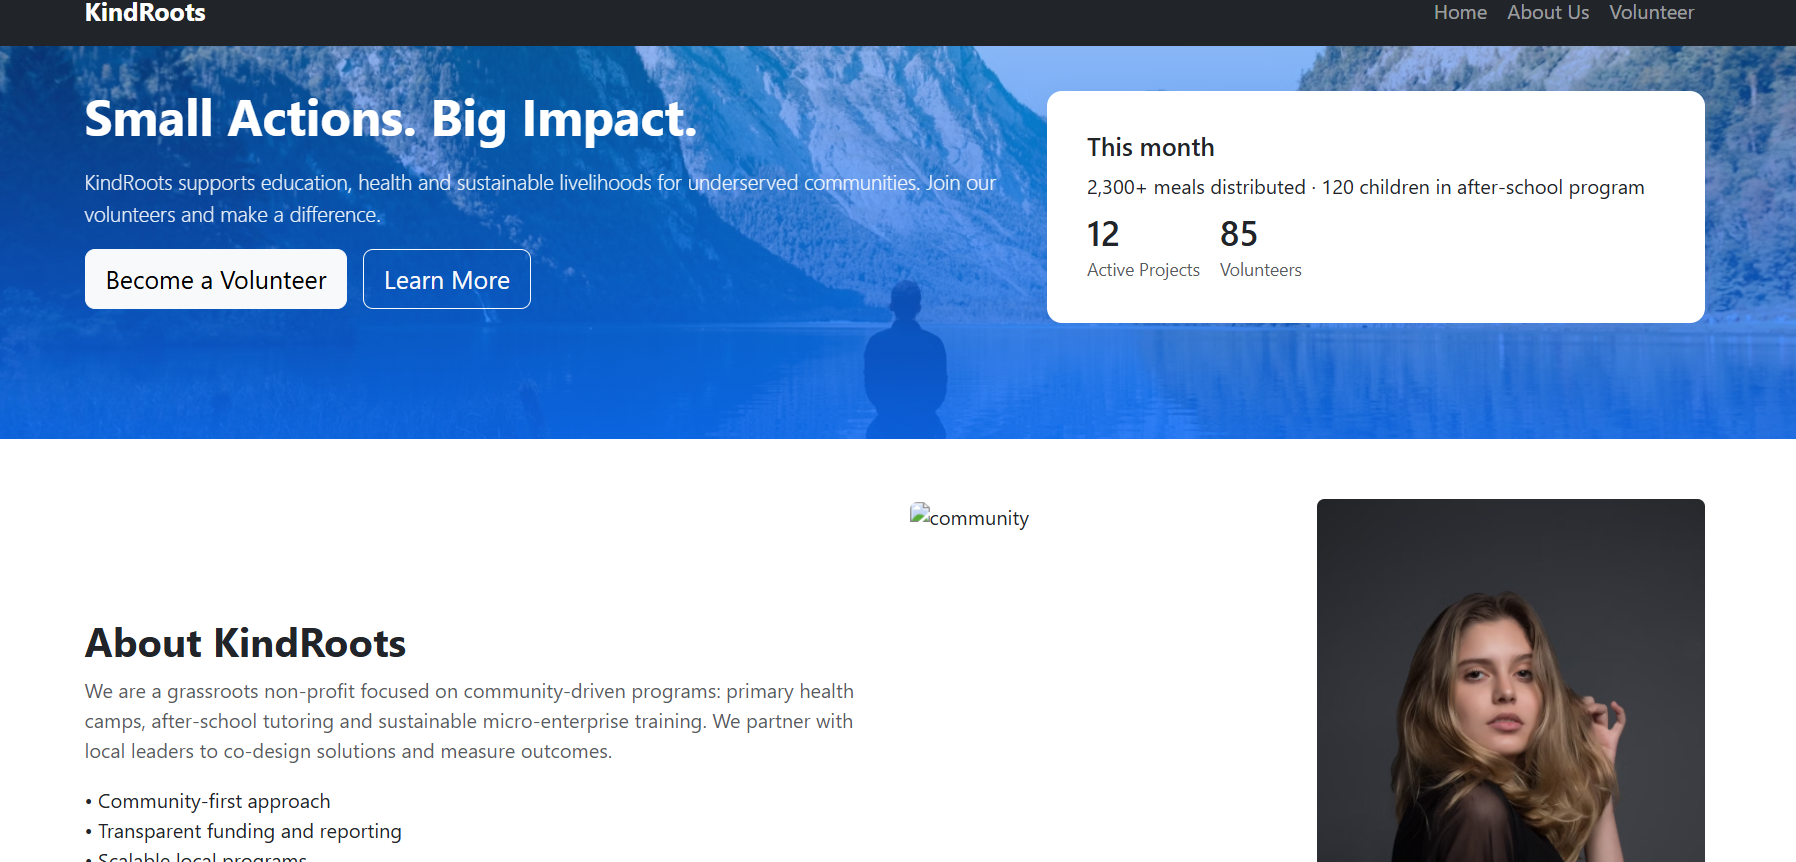 KindRoots
Home
About Us
Volunteer
Small Actions. Big Impact.
KindRoots supports education, health and sustainable livelihoods for underserved communities. Join our
volunteers and make a difference.
Become a Volunteer
Learn More
This month
2,300+ meals distributed · 120 children in after-school program
12
Active Projects
85
Volunteers
community
About KindRoots
We are a grassroots non-profit focused on community-driven programs: primary health
camps, after-school tutoring and sustainable micro-enterprise training. We partner with
local leaders to co-design solutions and measure outcomes.
• Community-first approach
• Transparent funding and reporting
• Scalable local programs